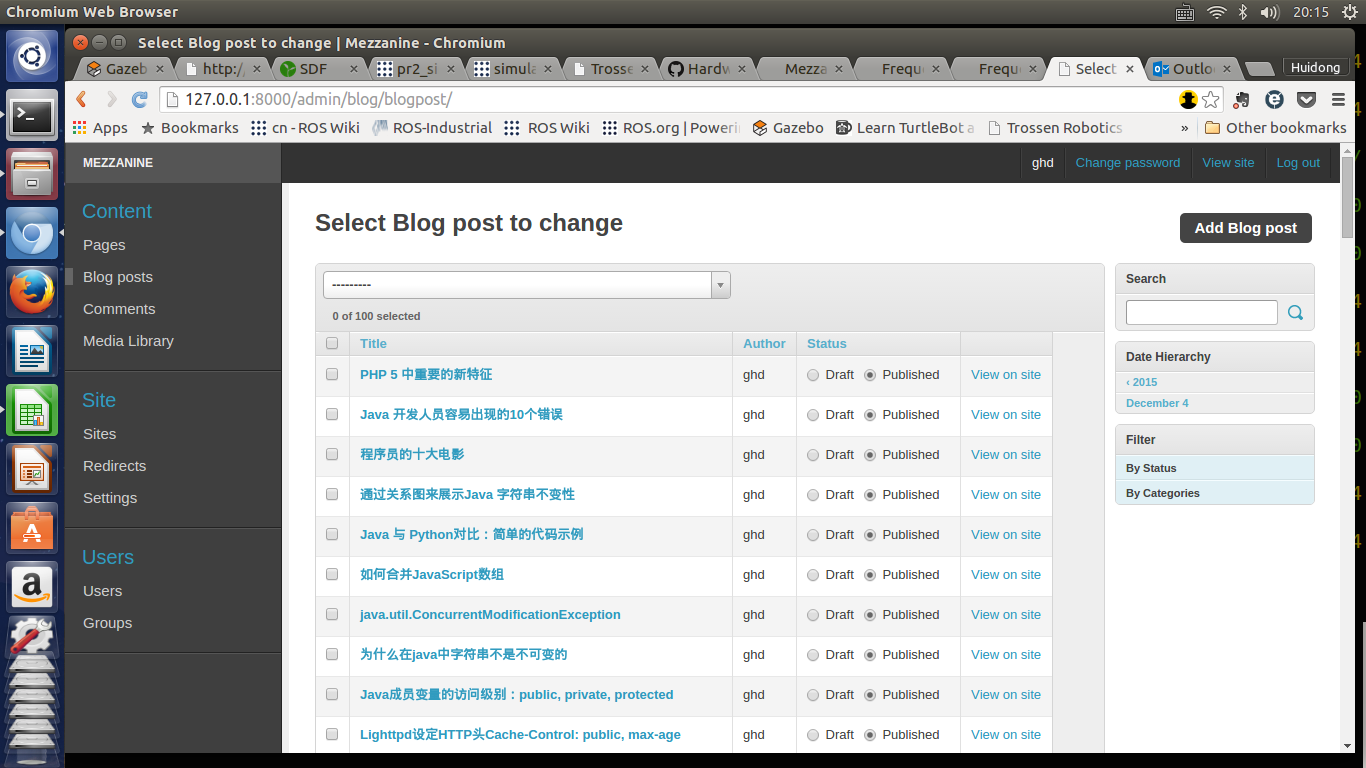 Chromium Web Browser
20:15
Select Blog post to change | Mezzanine - Chromium
Gazeb
http:/
SDF
pr2_si
simula
Trosse
Hardw
Mezza
Frequ
Frequ
Select
Outlo
Huidong
127.0.0.1:8000/admin/blog/blogpost/
Apps
Bookmarks
cn - ROS Wiki
ROS-Industrial
ROS Wiki
ROS.org | Poweri
Gazebo
Learn TurtleBot a
Trossen Robotics
»
Other bookmarks
MEZZANINE
ghd
Change password
View site
Log out
Content
Pages
Blog posts
Comments
Media Library
Site
Sites
Redirects
Settings
Users
Users
Groups
Select Blog post to change
Add Blog post
---------
0 of 100 selected
Title Author Status
PHP 5 中重要的新特征 ghd Draft Published View on site
Java 开发人员容易出现的10个错误 ghd Draft Published View on site
程序员的十大电影 ghd Draft Published View on site
通过关系图来展示Java 字符串不变性 ghd Draft Published View on site
Java 与 Python对比：简单的代码示例 ghd Draft Published View on site
如何合并JavaScript数组 ghd Draft Published View on site
java.util.ConcurrentModificationException ghd Draft Published View on site
为什么在java中字符串不是不可变的 ghd Draft Published View on site
Java成员变量的访问级别：public, private, protected ghd Draft Published View on site
Lighttpd设定HTTP头Cache-Control: public, max-age ghd Draft Published View on site
Search
Date Hierarchy
‹ 2015
December 4
Filter
By Status
By Categories